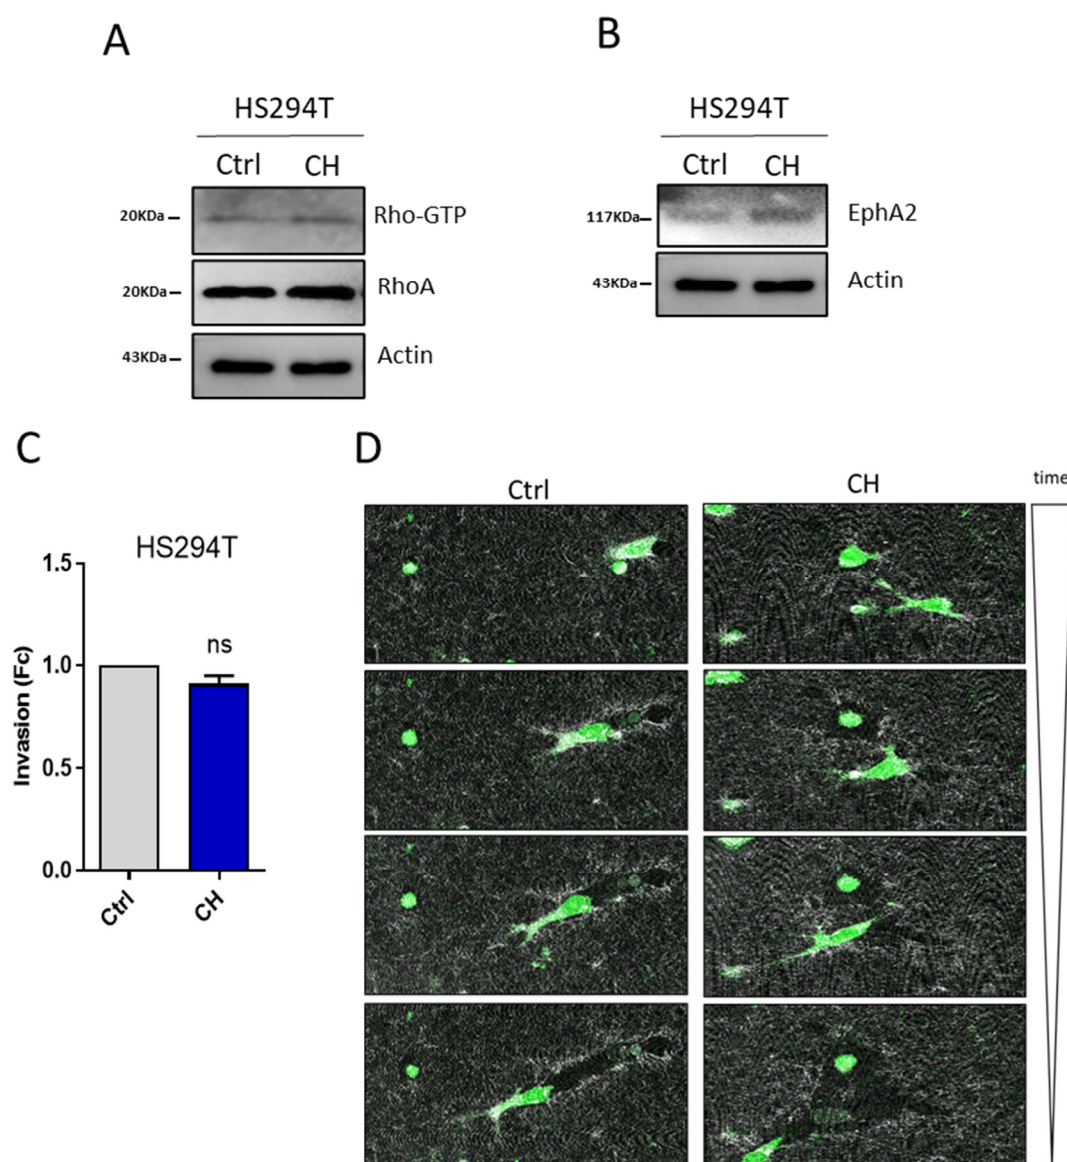 A
HS294T
Ctrl CH
20KDa Rho-GTP
20KDa RhoA
43KDa Actin
B
HS294T
Ctrl CH
117KDa EphA2
43KDa Actin
C
HS294T
1.5
ns
1.0
0.5
0.0
Invasion (Fc)
Ctrl CH
D
Ctrl CH time